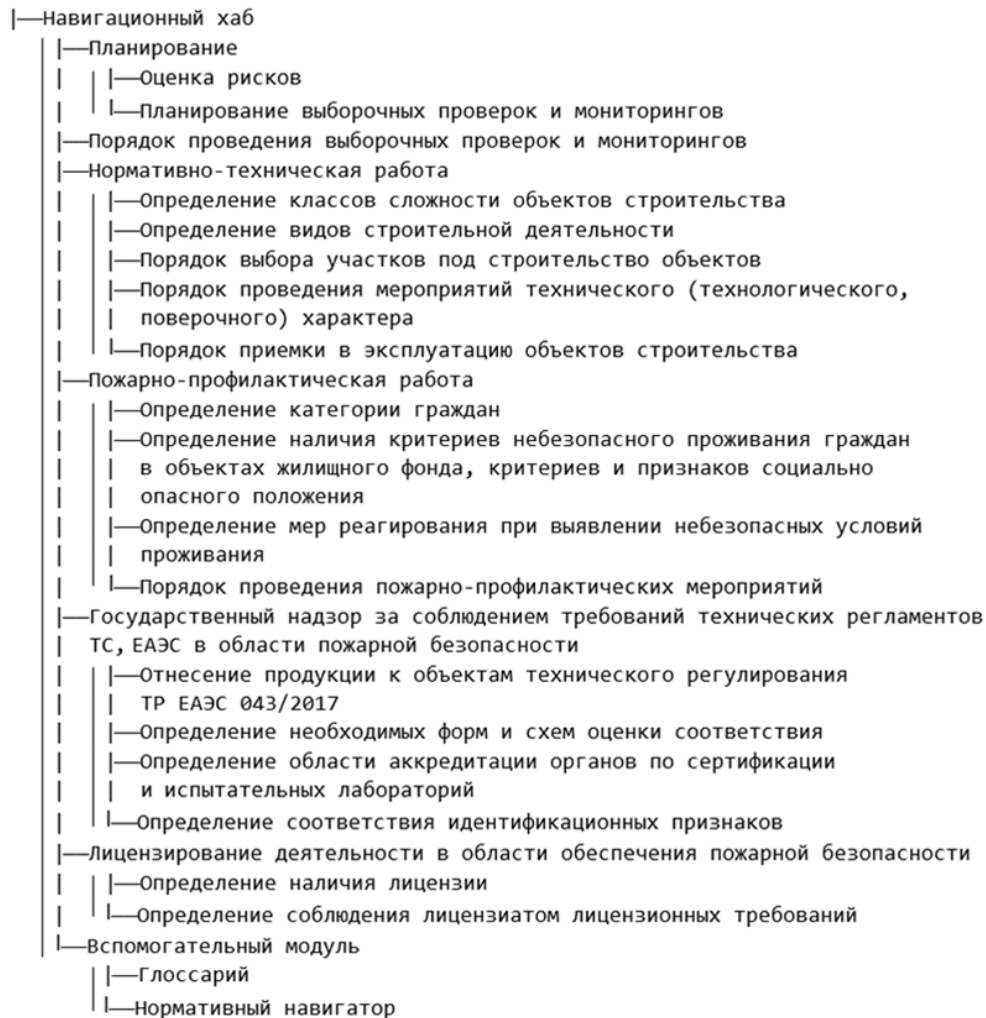 Навигационный хаб
Планирование
Оценка рисков
Планирование выборочных проверок и мониторингов
Порядок проведения выборочных проверок и мониторингов
Нормативно-техническая работа
Определение классов сложности объектов строительства
Определение видов строительной деятельности
Порядок выбора участков под строительство объектов
Порядок проведения мероприятий технического (технологического,
поверочного) характера
Порядок приемки в эксплуатацию объектов строительства
Пожарно-профилактическая работа
Определение категории граждан
Определение наличия критериев небезопасного проживания граждан
в объектах жилищного фонда, критериев и признаков социально
опасного положения
Определение мер реагирования при выявлении небезопасных условий
проживания
Порядок проведения пожарно-профилактических мероприятий
Государственный надзор за соблюдением требований технических регламентов
ТС, ЕАЭС в области пожарной безопасности
Отнесение продукции к объектам технического регулирования
ТР ЕАЭС 043/2017
Определение необходимых форм и схем оценки соответствия
Определение области аккредитации органов по сертификации
и испытательных лабораторий
Определение соответствия идентификационных признаков
Лицензирование деятельности в области обеспечения пожарной безопасности
Определение наличия лицензии
Определение соблюдения лицензиатом лицензионных требований
Вспомогательный модуль
Глоссарий
Нормативный навигатор